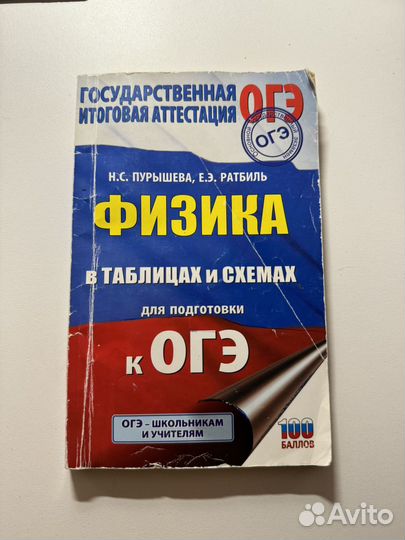 ГОСУДАРСТВЕННАЯ
ИТОГОВАЯ АТТЕСТАЦИЯ
ОГЭ
ОГЭ
Н.С. ПУРЫШЕВА, Е.Э. РАТБИЛЬ
ФИЗИКА
в ТАБЛИЦАХ и СХЕМАХ
для подготовки
к ОГЭ
ОГЭ – ШКОЛЬНИКАМ
И УЧИТЕЛЯМ
100
БАЛЛОВ
Avito